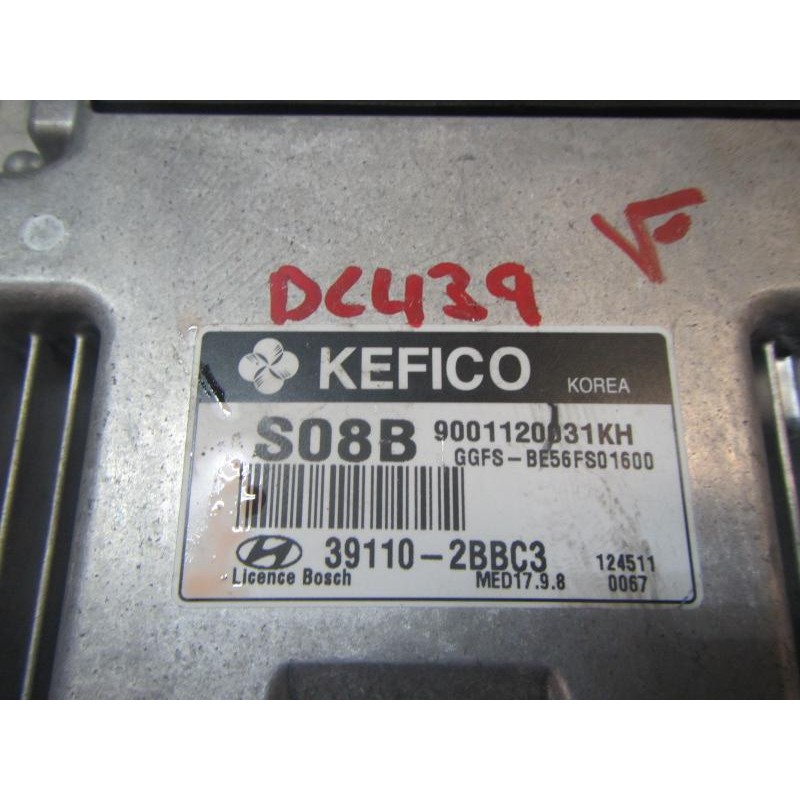 DC439
KEFICO KOREA
S08B 9001120031KH
GGFS-BE56FS01600
39110-2BBC3 124511
Licence Bosch MED17.9.8 0067